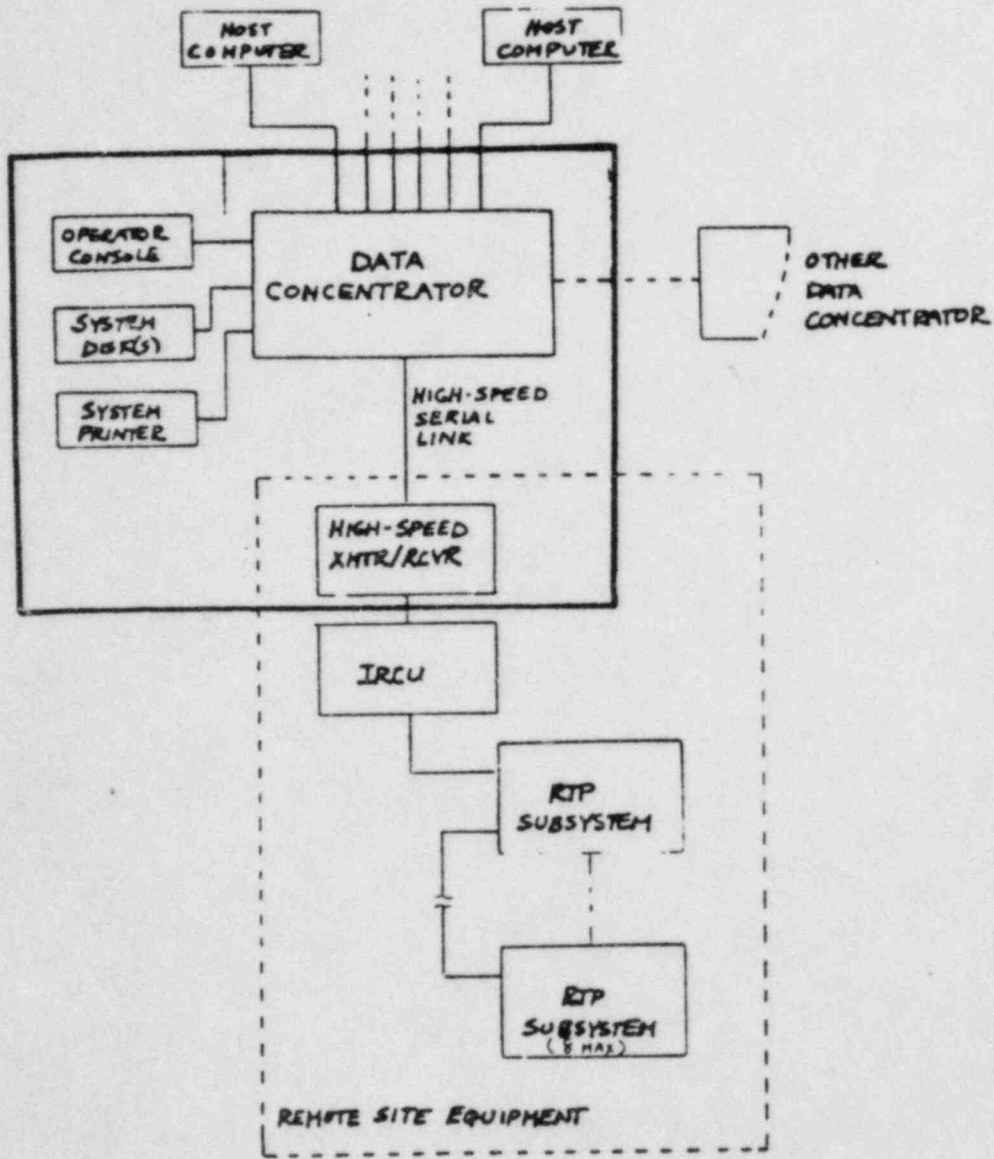 HOST
COMPUTER
HOST
COMPUTER
OPERATOR
CONSOLE
DATA
CONCENTRATOR
OTHER
DATA
CONCENTRATOR
SYSTEM
DISK(S)
SYSTEM
PRINTER
HIGH-SPEED
SERIAL
LINK
HIGH-SPEED
XMTR/RCVR
IRCU
RTP
SUBSYSTEM
RTP
SUBSYSTEM
(8 MAX)
REMOTE SITE EQUIPMENT